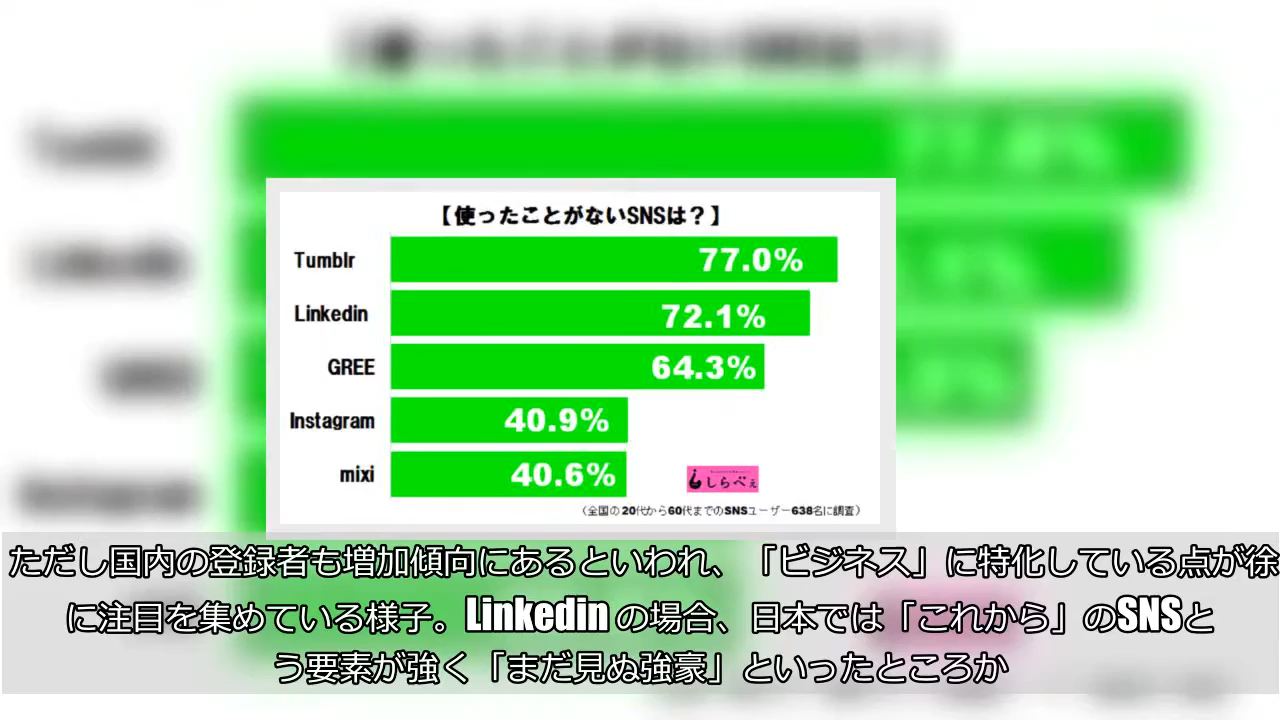 【使ったことがないSNSは？】
Tumblr 77.0%
Linkedin 72.1%
GREE 64.3%
Instagram 40.9%
mixi 40.6%
しらべぇ
（全国の20代から60代までのSNSユーザー638名に調査）
ただし国内の登録者も増加傾向にあるといわれ、「ビジネス」に特化している点が徐
に注目を集めている様子。Linkedinの場合、日本では「これから」のSNSと
う要素が強く「まだ見ぬ強豪」といったところか